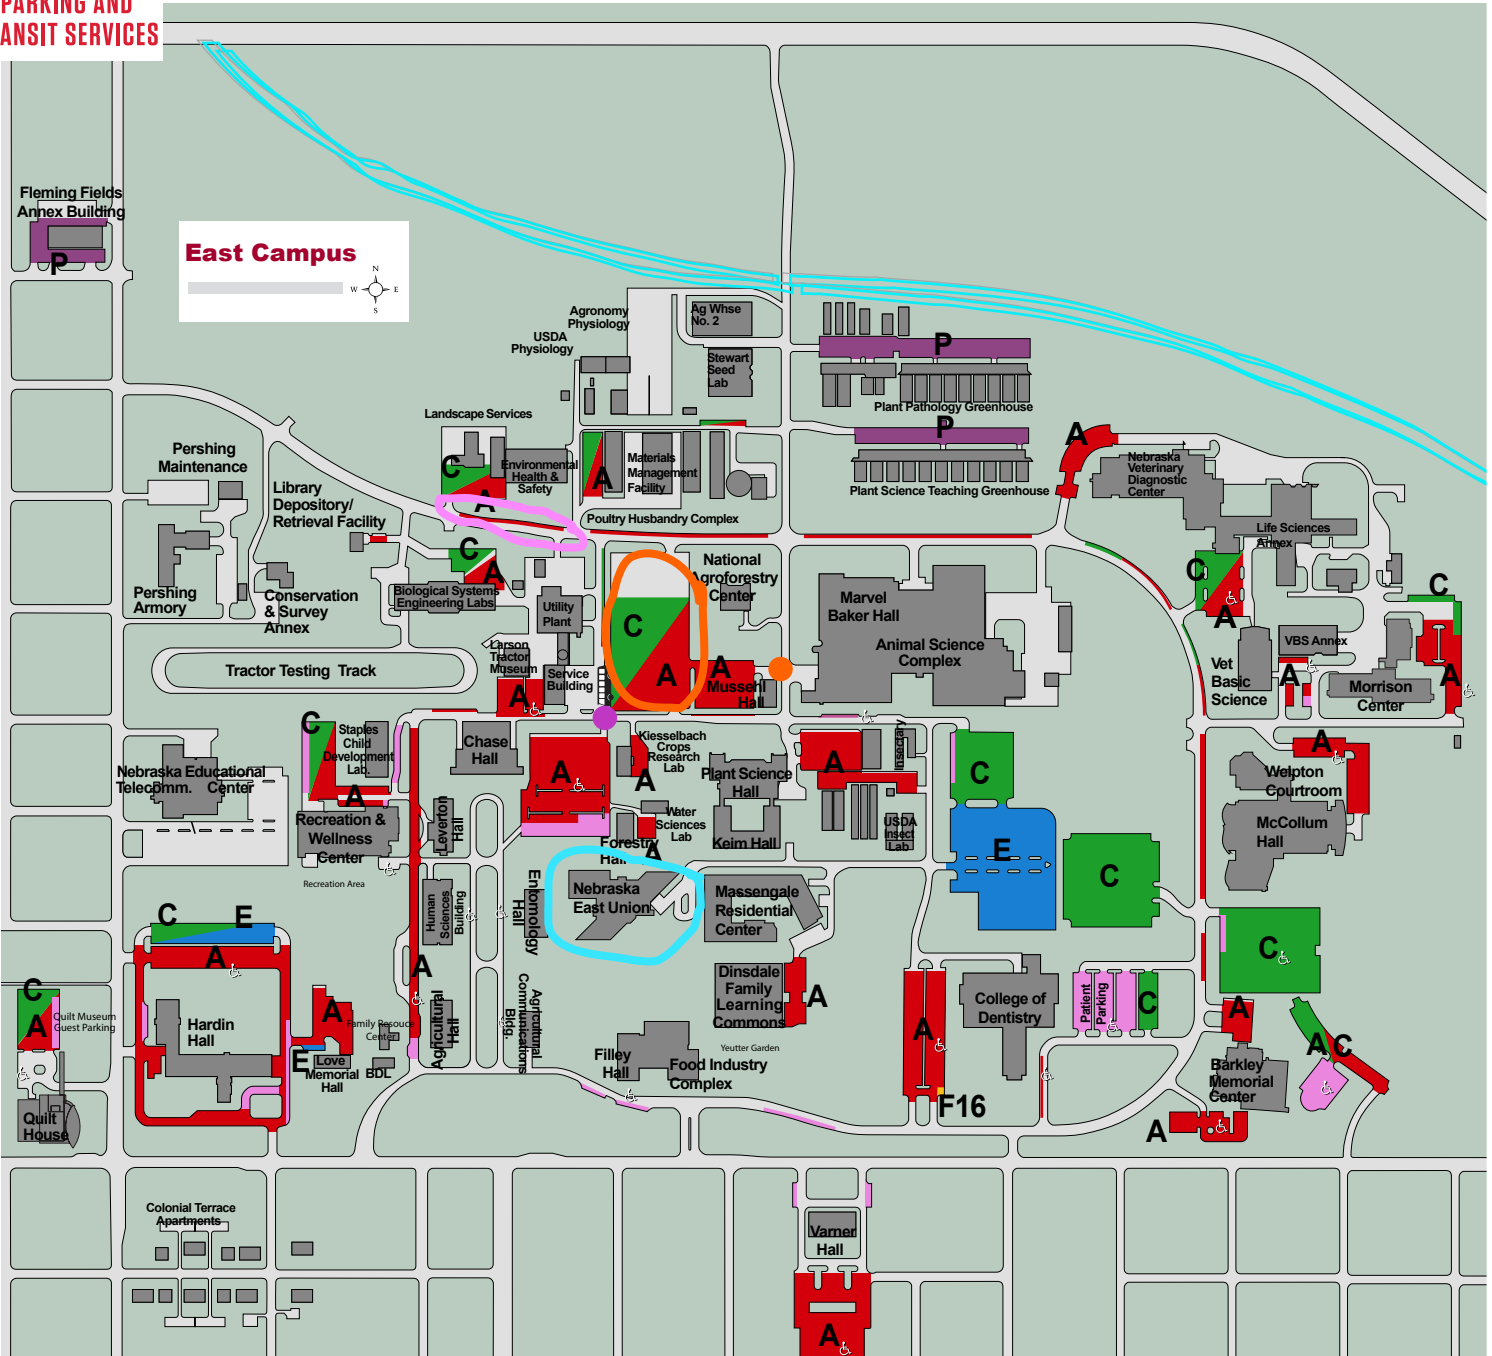 PARKING AND
ANSIT SERVICES
Fleming Fields
Annex Building
P
East Campus
N
W
E
S
Agronomy
Physiology
USDA
Physiology
Ag Whse
No. 2
Stewart
Seed
Lab
P
Plant Pathology Greenhouse
P
Plant Science Teaching Greenhouse
Landscape Services
C
A
Environmental
Health &
Safety
A
Materials
Management
Facility
Poultry Husbandry Complex
Pershing
Maintenance
Library
Depository/
Retrieval Facility
A
Nebraska
Veterinary
Diagnostic
Center
Life Sciences
Annex
C
A
Biological Systems
Engineering Labs
Pershing
Armory
Conservation
& Survey
Annex
Utility
Plant
National
Agroforestry
Center
C
A
Marvel
Baker Hall
Animal Science
Complex
C
A
C
A
VBS Annex
Vet
Basic
Science
A
Morrison
Center
Tractor Testing Track
Larson
Tractor
Museum
Service
Building
A
A
Mussehl
Hall
C
Staples
Child
Development
Lab.
A
Chase
Hall
A
Kiesselbach
Crops
Research
Lab
A
Plant Science
Hall
A
Insectary
C
A
Welpton
Courtroom
Nebraska Educational
Telecomm. Center
Recreation &
Wellness
Center
Recreation Area
Leverton
Hall
Water
Sciences
Lab
Forestry
Hall
A
Keim Hall
USDA
Insect
Lab
E
McCollum
Hall
C
Nebraska
East Union
Massengale
Residential
Center
Entomology
Hall
Human
Sciences
Building
C
E
A
A
C
C
A
Quilt Museum
Guest Parking
Hardin
Hall
A
Family Resouce
Center
E
Love
Memorial
Hall
BDL
Agricultural
Hall
Agricultural
Communications
Bldg.
Dinsdale
Family
Learning
Commons
A
Yeutter Garden
Filley
Hall
Food Industry
Complex
A
F16
College of
Dentistry
Patient
Parking
C
A
Barkley
Memorial
Center
A
A
C
Quilt
House
Colonial Terrace
Apartments
Varner
Hall
A